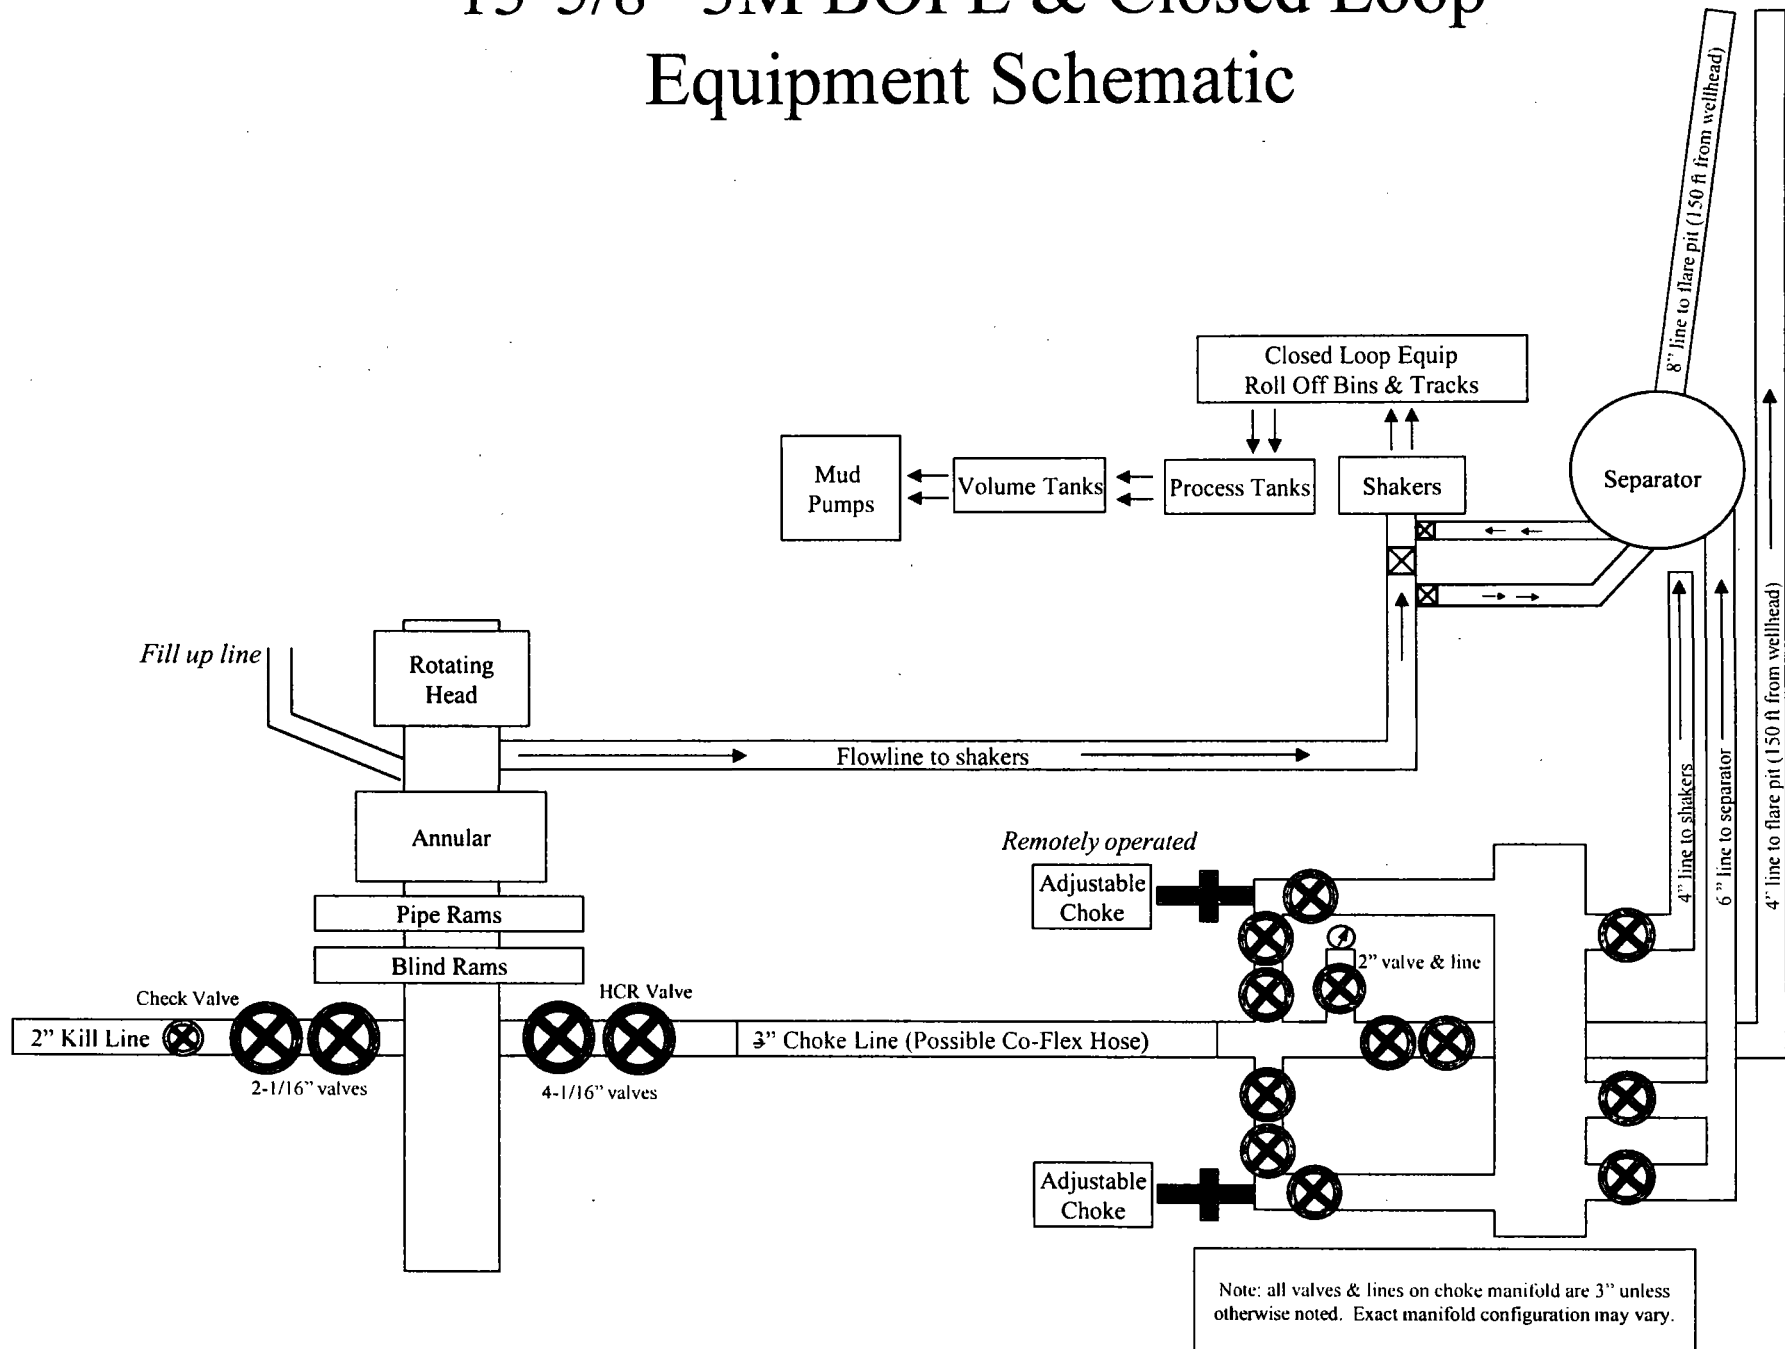 Equipment Schematic
8” line to flare pit (150 ft from wellhead)
Closed Loop Equip
Roll Off Bins & Tracks
Mud
Pumps
Volume Tanks
Process Tanks
Shakers
Separator
Fill up line
Rotating
Head
Flowline to shakers
Annular
Pipe Rams
Blind Rams
Remotely operated
Adjustable
Choke
4” line to shakers
6” line to separator
4” line to flare pit (150 ft from wellhead)
2” valve & line
Check Valve
HCR Valve
2” Kill Line
3” Choke Line (Possible Co-Flex Hose)
2-1/16” valves
4-1/16” valves
Adjustable
Choke
Note: all valves & lines on choke manifold are 3” unless
otherwise noted. Exact manifold configuration may vary.